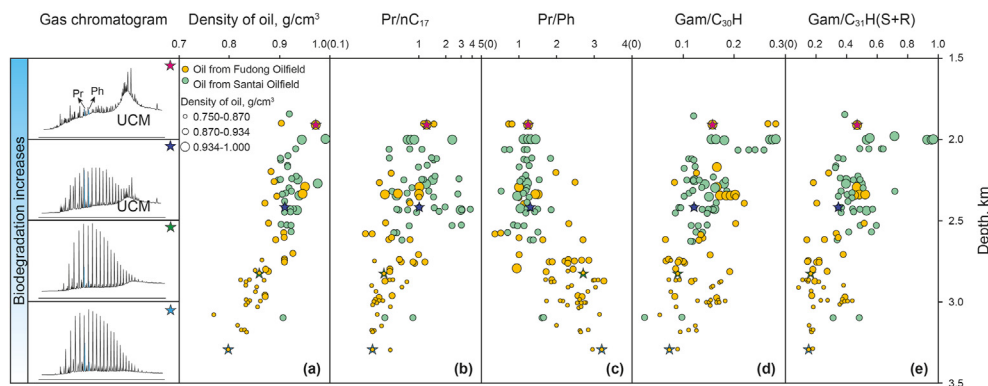 Gas chromatogram
Density of oil, g/cm³
Pr/nC₁₇
Pr/Ph
Gam/C₃₀H
Gam/C₃₁H(S+R)
0.7 0.8 0.9 1.0 (0.1) 1 2 3 4 5(0) 1 2 3 4(0) 0.1 0.2 0.3(0) 0.2 0.4 0.6 0.8 1.0
1.5
2.0
2.5
3.0
3.5
Depth, km
Biodegradation increases
Pr
Ph
UCM
UCM
Oil from Fudong Oilfield
Oil from Santai Oilfield
Density of oil, g/cm³
0.750-0.870
0.870-0.934
0.934-1.000
(a)
(b)
(c)
(d)
(e)